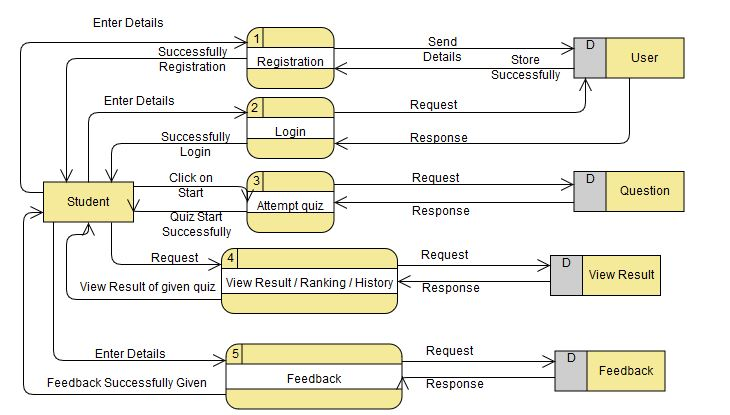 Enter Details
1
Registration
Successfully
Registration
Send
Details
Store
Successfully
D
User
Enter Details
2
Login
Successfully
Login
Request
Response
Student
Click on
Start
3
Attempt quiz
Quiz Start
Successfully
Request
Response
D
Question
Request
4
View Result / Ranking / History
View Result of given quiz
Request
Response
D
View Result
Enter Details
5
Feedback
Feedback Successfully Given
Request
Response
D
Feedback